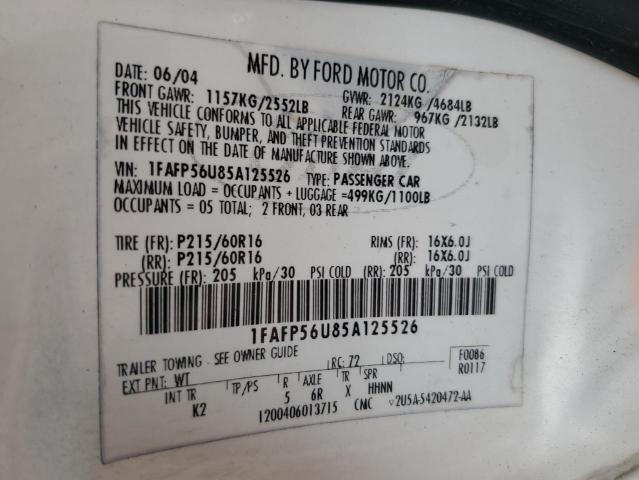 MFD. BY FORD MOTOR CO.
DATE: 06/04
GVWR: 2124KG /4684LB
FRONT GAWR: 1157KG/2552LB
REAR GAWR: 967KG/2132LB
THIS VEHICLE CONFORMS TO ALL APPLICABLE FEDERAL MOTOR
VEHICLE SAFETY, BUMPER, AND THEFT PREVENTION STANDARDS
IN EFFECT ON THE DATE OF MANUFACTURE SHOWN ABOVE.
VIN: 1FAFP56U85A125526 TYPE: PASSENGER CAR
MAXIMUM LOAD = OCCUPANTS + LUGGAGE =499KG/1100LB
OCCUPANTS = 05 TOTAL; 2 FRONT, 03 REAR
TIRE (FR): P215/60R16 RIMS (FR): 16X6.0J
(RR): P215/60R16 (RR): 16X6.0J
PRESSURE (FR): 205 kPa/30 PSI COLD (RR): 205 kPa/30 PSI COLD
1FAFP56U85A125526
TRAILER TOWING - SEE OWNER GUIDE
EXT PNT: WT RC: 72 DSO: F0086
R0117
INT TR TP/PS R AXLE TR SPR
K2 5 6R X HHNN
1200406013715 CMC v2U5A-5420472-AA